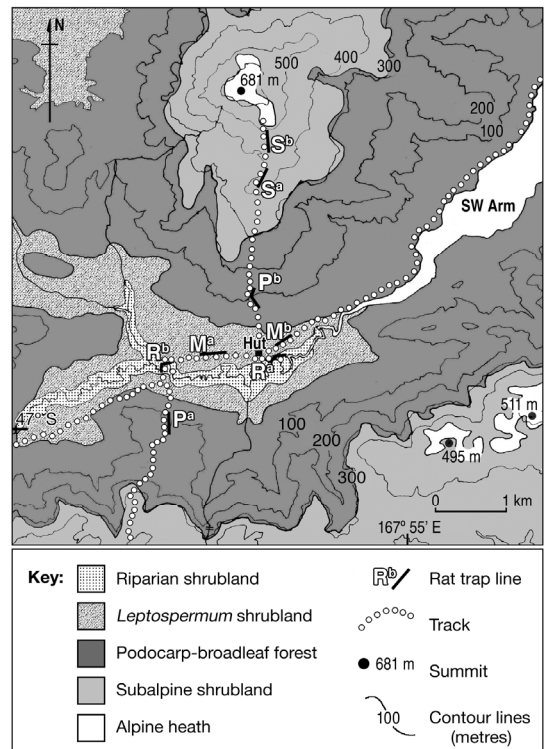 N
681 m
500
400
300
200
100
Sᵇ
Sᵃ
SW Arm
Pᵇ
Mᵇ
Mᵃ
Hut
Rᵇ
Rᵃ
47° S
Pᵃ
100
200
300
511 m
495 m
0 1 km
167° 55' E
Key:
Riparian shrubland
Rᵇ Rat trap line
Leptospermum shrubland
Track
Podocarp-broadleaf forest
681 m Summit
Subalpine shrubland
Alpine heath
100 Contour lines
(metres)